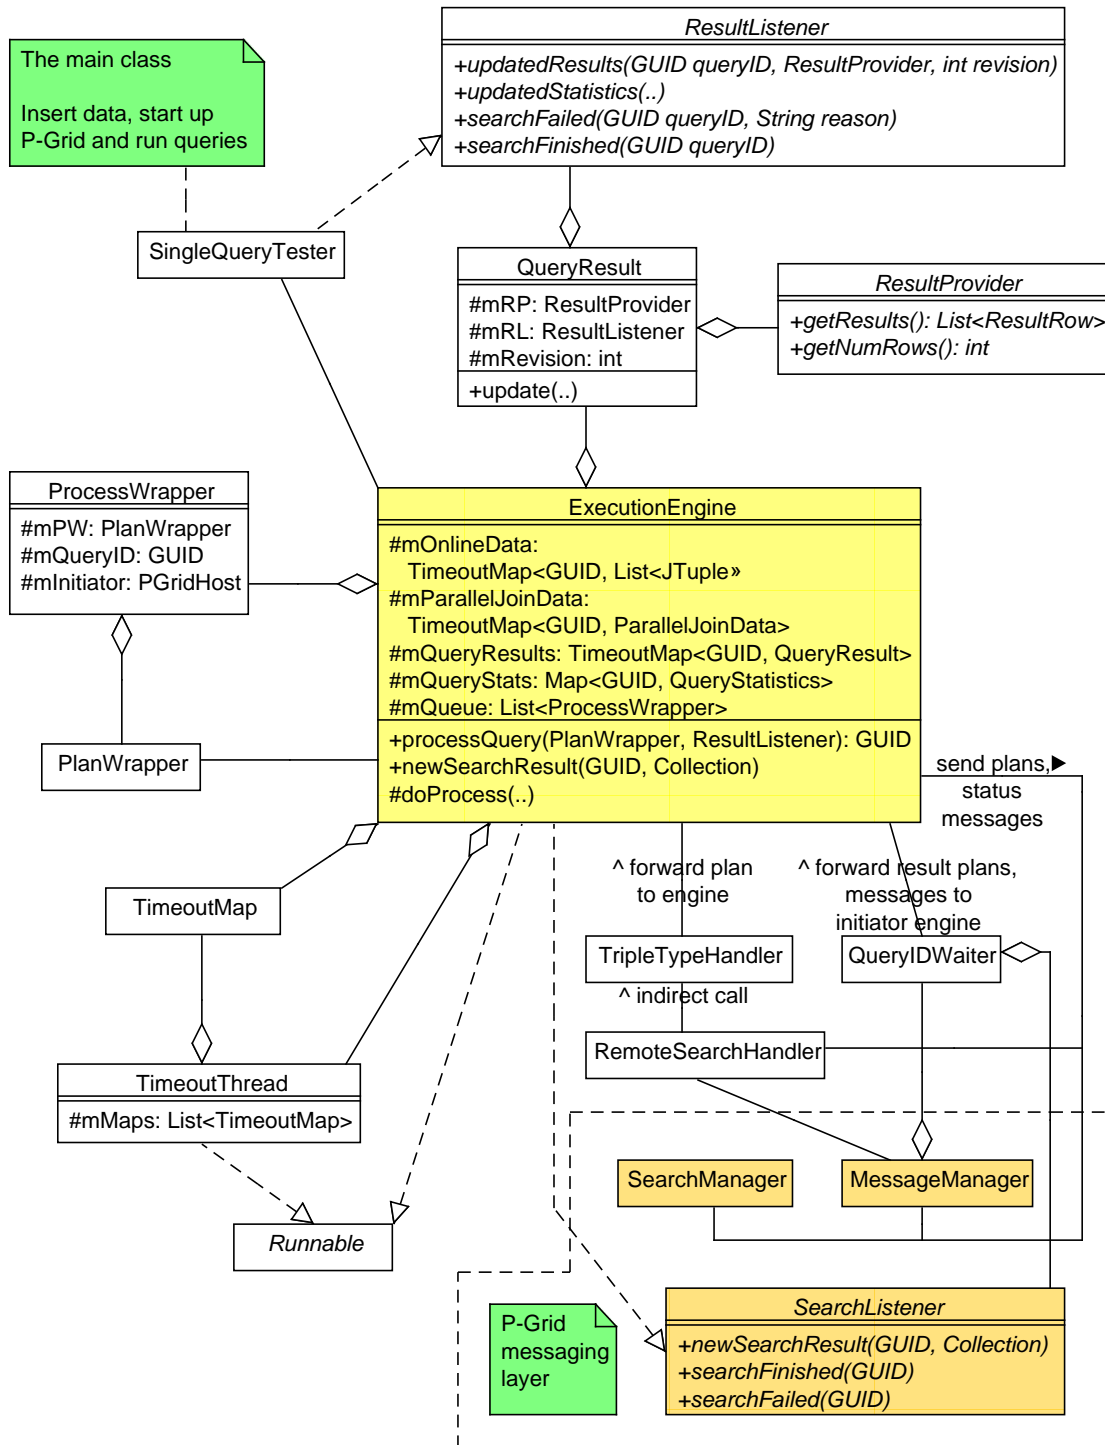 ResultListener
+updatedResults(GUID queryID, ResultProvider, int revision)
+updatedStatistics(..)
+searchFailed(GUID queryID, String reason)
+searchFinished(GUID queryID)
The main class
Insert data, start up
P-Grid and run queries
SingleQueryTester
QueryResult
#mRP: ResultProvider
#mRL: ResultListener
#mRevision: int
+update(..)
ResultProvider
+getResults(): List<ResultRow>
+getNumRows(): int
ProcessWrapper
#mPW: PlanWrapper
#mQueryID: GUID
#mInitiator: PGridHost
ExecutionEngine
#mOnlineData:
TimeoutMap<GUID, List<JTuple»
#mParallelJoinData:
TimeoutMap<GUID, ParallelJoinData>
#mQueryResults: TimeoutMap<GUID, QueryResult>
#mQueryStats: Map<GUID, QueryStatistics>
#mQueue: List<ProcessWrapper>
+processQuery(PlanWrapper, ResultListener): GUID
+newSearchResult(GUID, Collection)
#doProcess(..)
PlanWrapper
send plans,
status
messages
^ forward plan
to engine
^ forward result plans,
messages to
initiator engine
TimeoutMap
TripleTypeHandler
QueryIDWaiter
^ indirect call
RemoteSearchHandler
TimeoutThread
#mMaps: List<TimeoutMap>
SearchManager
MessageManager
Runnable
P-Grid
messaging
layer
SearchListener
+newSearchResult(GUID, Collection)
+searchFinished(GUID)
+searchFailed(GUID)